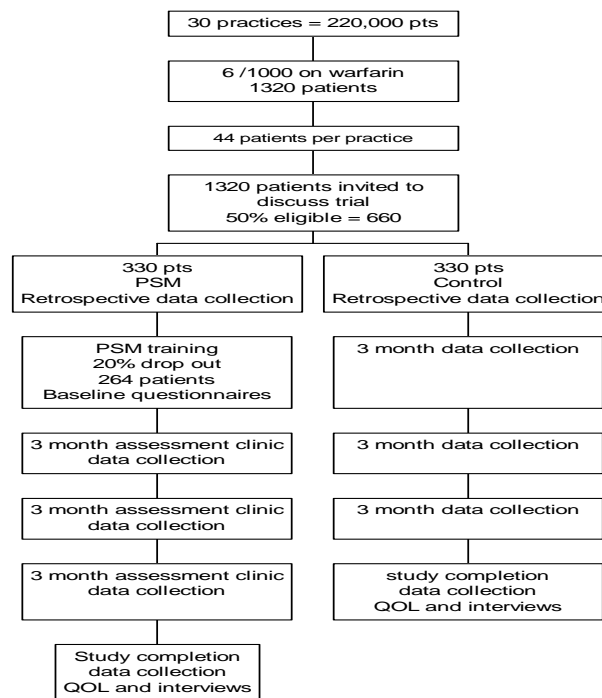 30 practices = 220,000 pts
6 /1000 on warfarin
1320 patients
44 patients per practice
1320 patients invited to
discuss trial
50% eligible = 660
330 pts
PSM
Retrospective data collection
330 pts
Control
Retrospective data collection
PSM training
20% drop out
264 patients
Baseline questionnaires
3 month data collection
3 month assessment clinic
data collection
3 month data collection
3 month assessment clinic
data collection
3 month data collection
3 month assessment clinic
data collection
study completion
data collection
QOL and interviews
Study completion
data collection
QOL and interviews